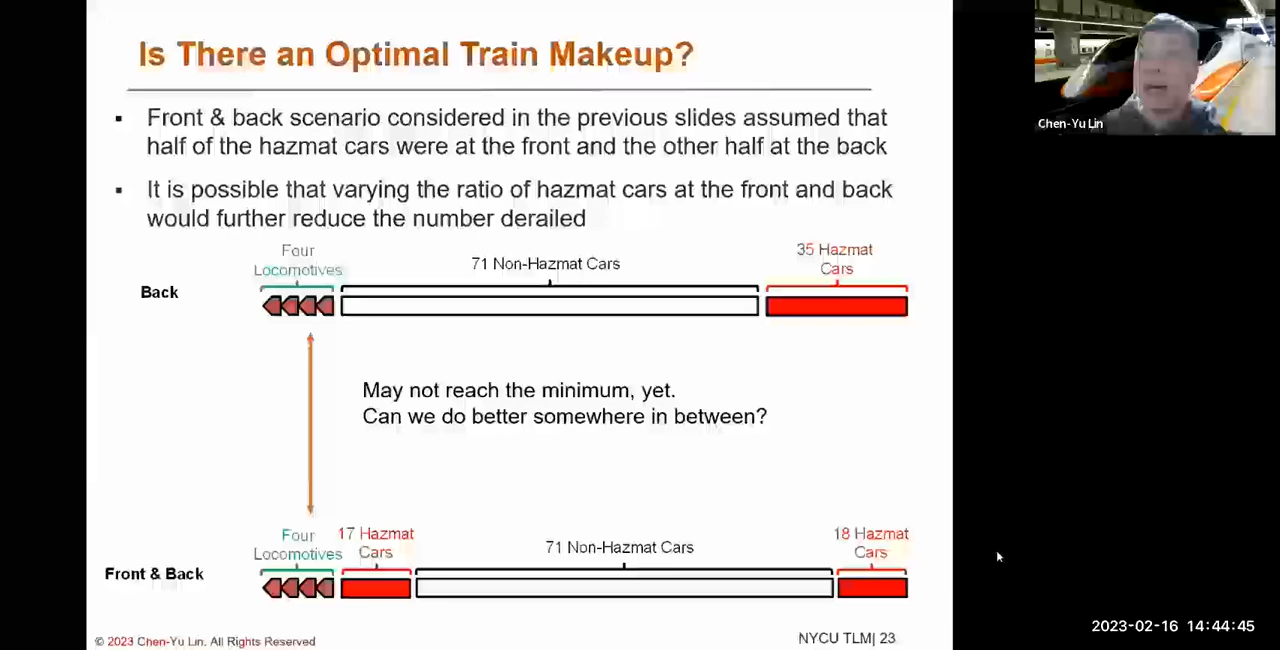 Is There an Optimal Train Makeup?
Chen-Yu Lin
▪ Front & back scenario considered in the previous slides assumed that
half of the hazmat cars were at the front and the other half at the back
▪ It is possible that varying the ratio of hazmat cars at the front and back
would further reduce the number derailed
Four
Locomotives
71 Non-Hazmat Cars
35 Hazmat
Cars
Back
May not reach the minimum, yet.
Can we do better somewhere in between?
Four
Locomotives
17 Hazmat
Cars
71 Non-Hazmat Cars
18 Hazmat
Cars
Front & Back
© 2023 Chen-Yu Lin. All Rights Reserved
NYCU TLM| 23
2023-02-16 14:44:45